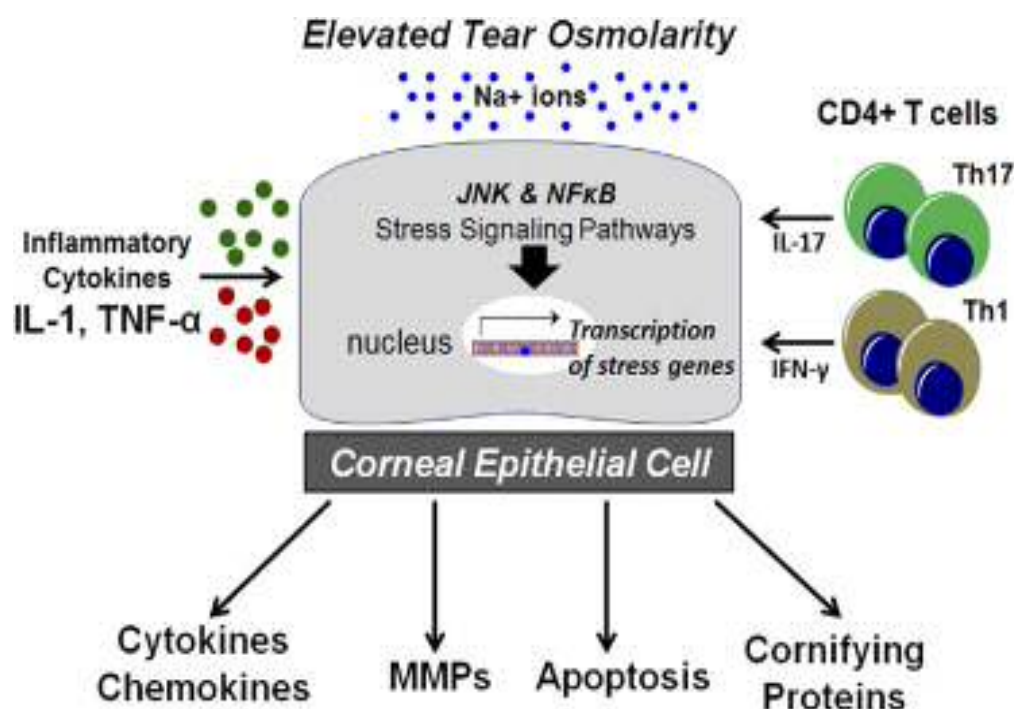 Elevated Tear Osmolarity
Na+ ions
CD4+ T cells
Th17
JNK & NFκB
Stress Signaling Pathways
IL-17
Inflammatory
Cytokines
IL-1, TNF-α
nucleus
Transcription
of stress genes
Th1
IFN-γ
Corneal Epithelial Cell
Cytokines
Chemokines
MMPs
Apoptosis
Cornifying
Proteins